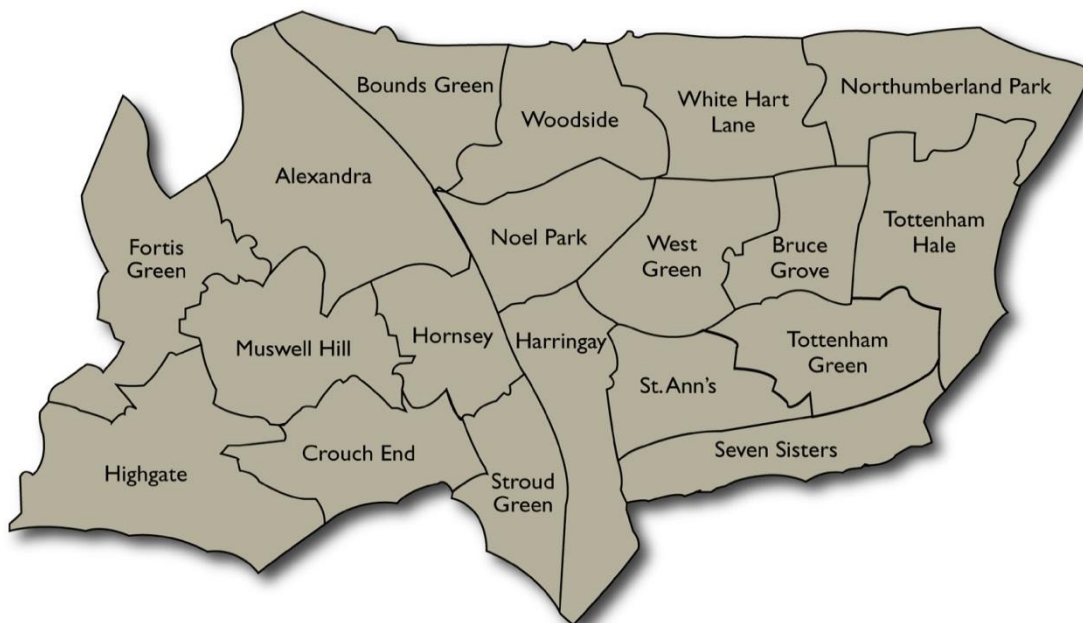 Bounds Green
Woodside
White Hart
Lane
Northumberland Park
Alexandra
Fortis
Green
Noel Park
West
Green
Bruce
Grove
Tottenham
Hale
Muswell Hill
Hornsey
Harringay
Tottenham
Green
St. Ann's
Highgate
Crouch End
Stroud
Green
Seven Sisters